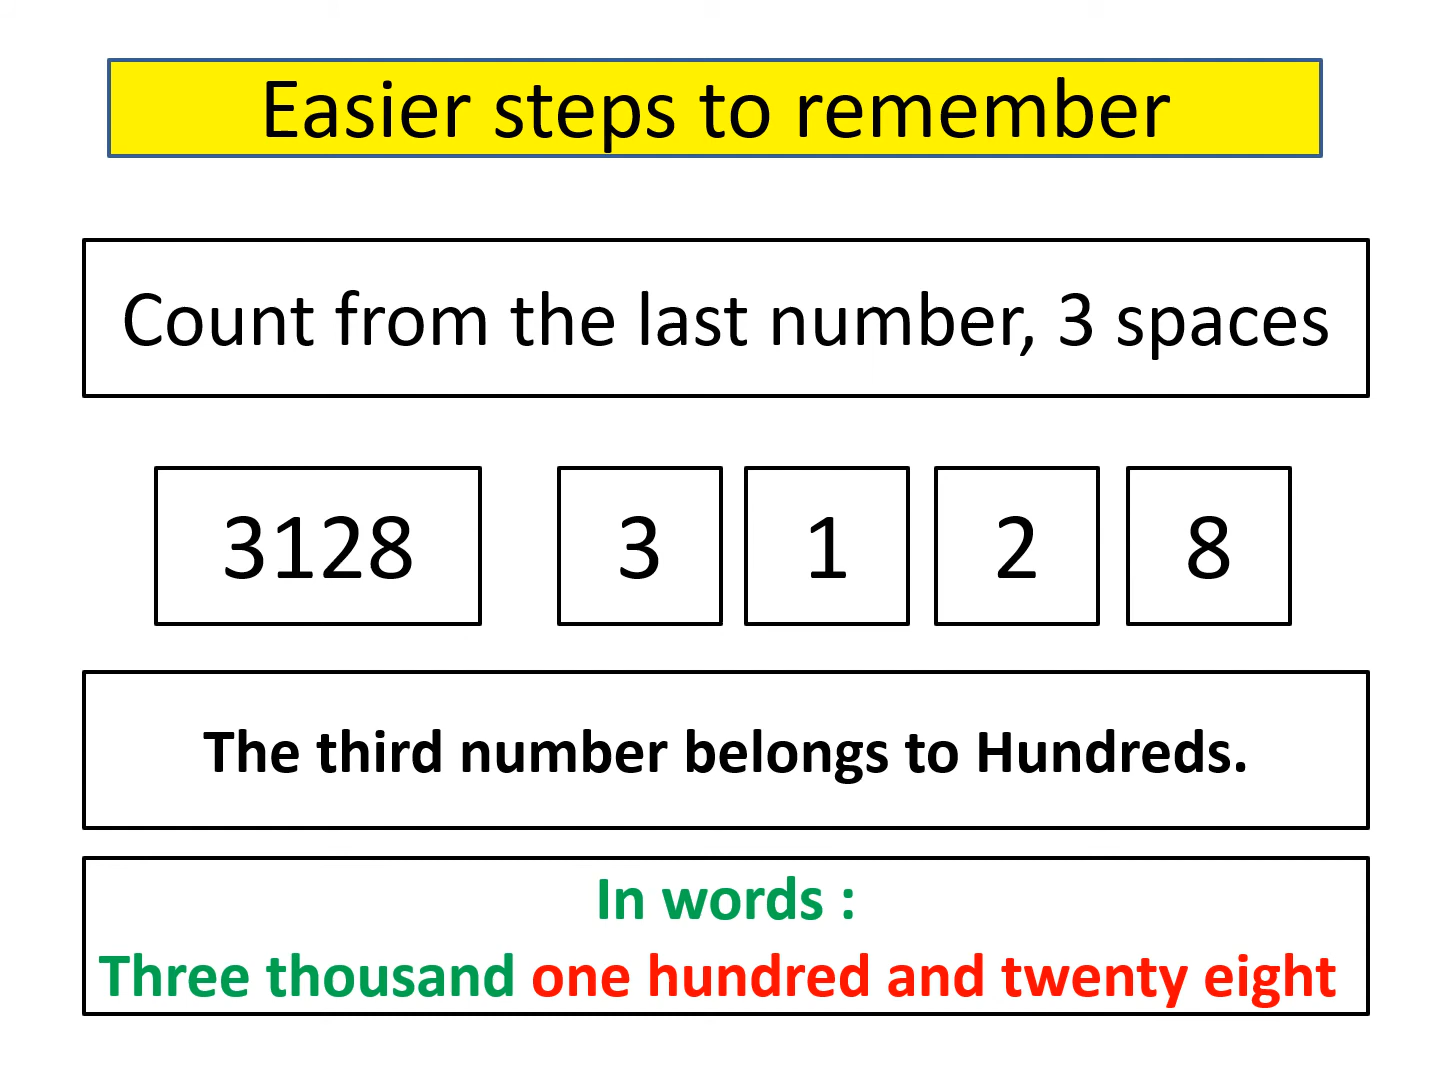 Easier steps to remember
Count from the last number, 3 spaces
3128 3 1 2 8
The third number belongs to Hundreds.
In words :
Three thousand one hundred and twenty eight